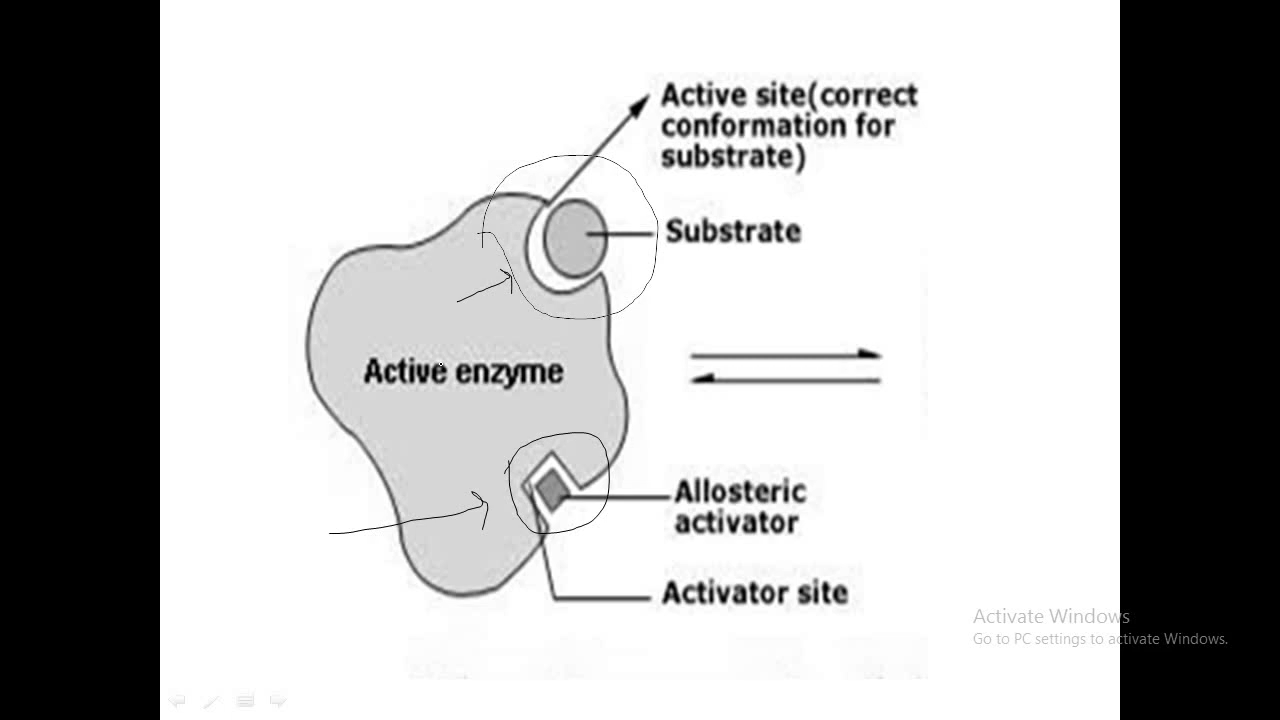 Active site(correct
conformation for
substrate)
Substrate
Active enzyme
Allosteric
activator
Activator site
Activate Windows
Go to PC settings to activate Windows.